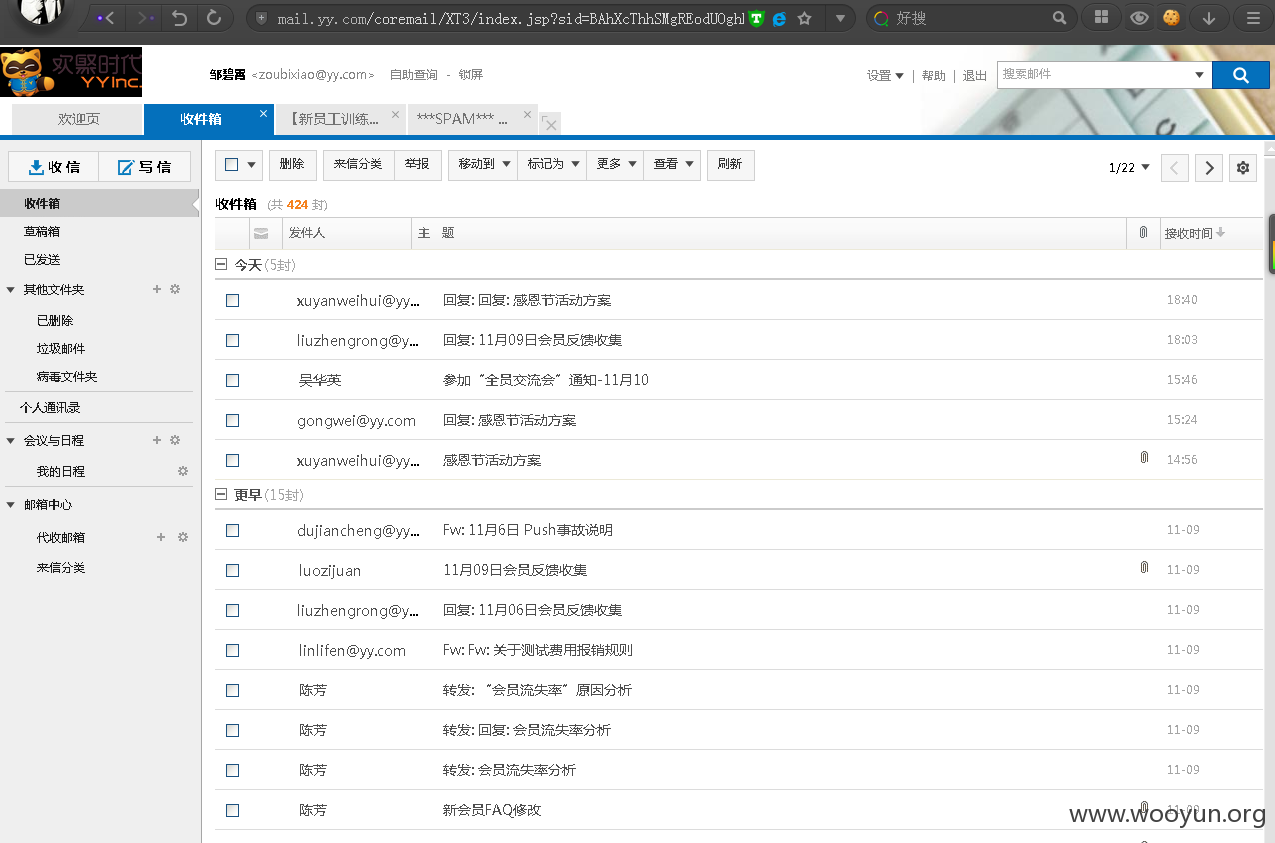 mail.yy.com/coremail/XT3/index.jsp?sid=BAhXcThhSMgREodUOghl
好搜
欢聚时代
YYInc.
邹碧霄 <zoubixiao@yy.com> 自助查询 - 锁屏
设置 | 帮助 | 退出
搜索邮件
欢迎页
收件箱
【新员工训练...
***SPAM*** ...
收信
写信
删除
来信分类
举报
移动到
标记为
更多
查看
刷新
1/22
收件箱
草稿箱
已发送
其他文件夹
已删除
垃圾邮件
病毒文件夹
个人通讯录
会议与日程
我的日程
邮箱中心
代收邮箱
来信分类
收件箱 (共 424 封)
发件人 主 题 接收时间
今天(5封)
xuyanweihui@yy... 回复: 回复: 感恩节活动方案 18:40
liuzhengrong@y... 回复: 11月09日会员反馈收集 18:03
吴华英 参加“全员交流会”通知-11月10 15:46
gongwei@yy.com 回复: 感恩节活动方案 15:24
xuyanweihui@yy... 感恩节活动方案 14:56
更早(15封)
dujiancheng@yy... Fw: 11月6日 Push事故说明 11-09
luozijuan 11月09日会员反馈收集 11-09
liuzhengrong@y... 回复: 11月06日会员反馈收集 11-09
linlifen@yy.com Fw: Fw: 关于测试费用报销规则 11-09
陈芳 转发: “会员流失率”原因分析 11-09
陈芳 转发: 回复: 会员流失率分析 11-09
陈芳 转发: 会员流失率分析 11-09
陈芳 新会员FAQ修改 11-09
www.wooyun.org